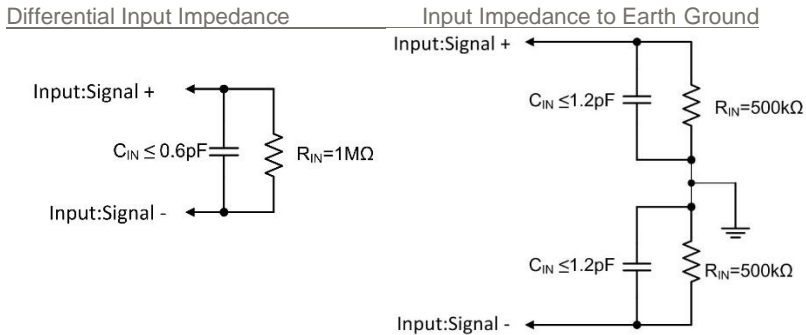 Differential Input Impedance
Input:Signal +
C_IN ≤ 0.6pF
R_IN=1MΩ
Input:Signal -
Input Impedance to Earth Ground
Input:Signal +
C_IN ≤1.2pF
R_IN=500kΩ
C_IN ≤1.2pF
R_IN=500kΩ
Input:Signal -